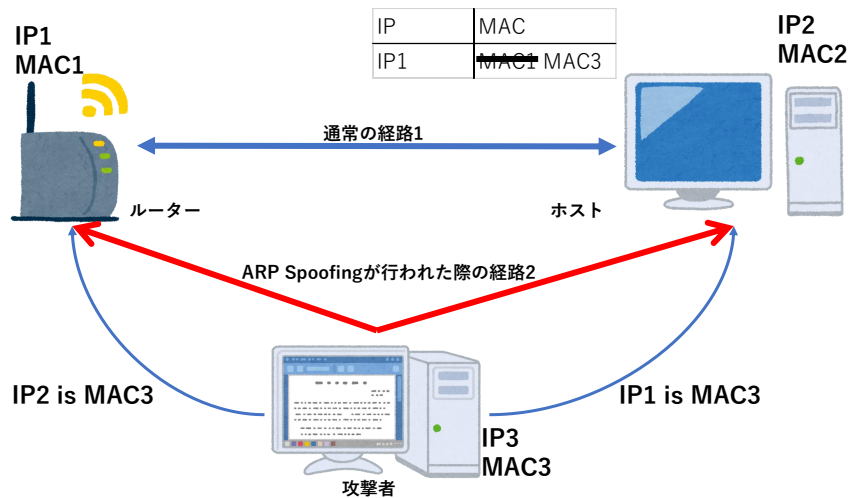 IP1
MAC1
IP MAC
IP1 MAC1 MAC3
IP2
MAC2
通常の経路1
ルーター
ホスト
ARP Spoofingが行われた際の経路2
IP2 is MAC3
IP1 is MAC3
IP3
MAC3
攻撃者